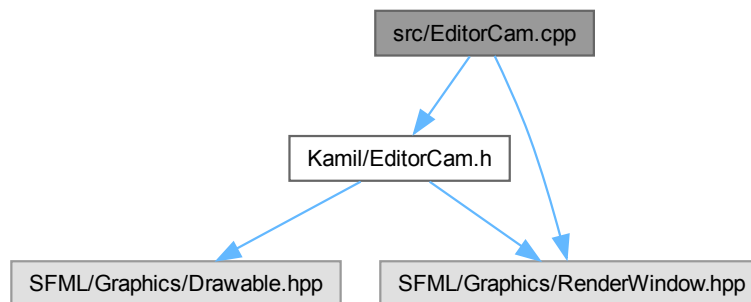 src/EditorCam.cpp
Kamil/EditorCam.h
SFML/Graphics/Drawable.hpp
SFML/Graphics/RenderWindow.hpp